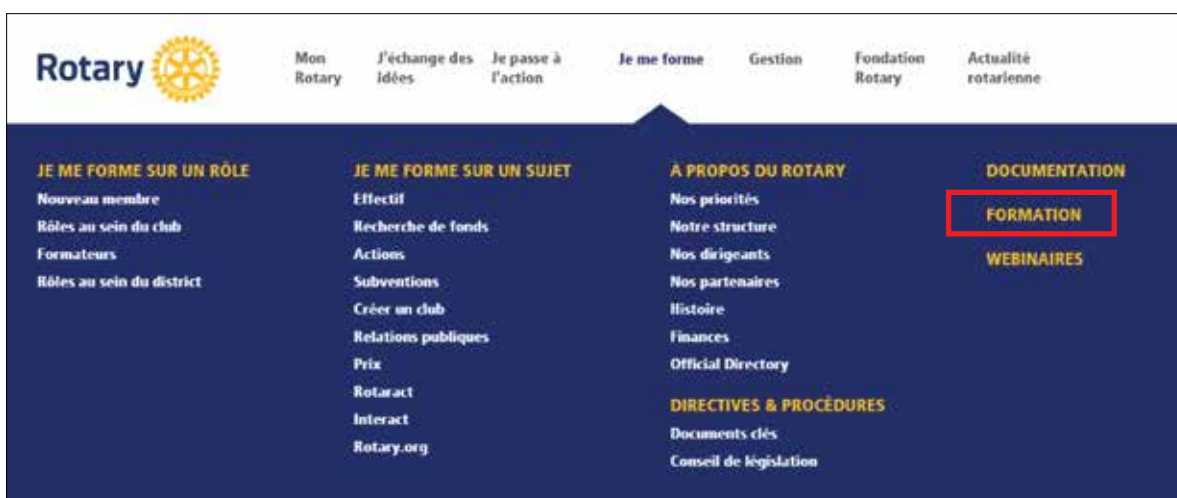 Rotary
Mon
Rotary
J'échange des
idées
Je passe à
l'action
Je me forme
Gestion
Fondation
Rotary
Actualité
rotarienne
JE ME FORME SUR UN RÔLE
Nouveau membre
Rôles au sein du club
Formateurs
Rôles au sein du district
JE ME FORME SUR UN SUJET
Effectif
Recherche de fonds
Actions
Subventions
Créer un club
Relations publiques
Prix
Rotaract
Interact
Rotary.org
À PROPOS DU ROTARY
Nos priorités
Notre structure
Nos dirigeants
Nos partenaires
Histoire
Finances
Official Directory
DIRECTIVES & PROCÉDURES
Documents clés
Conseil de législation
DOCUMENTATION
FORMATION
WEBINAIRES